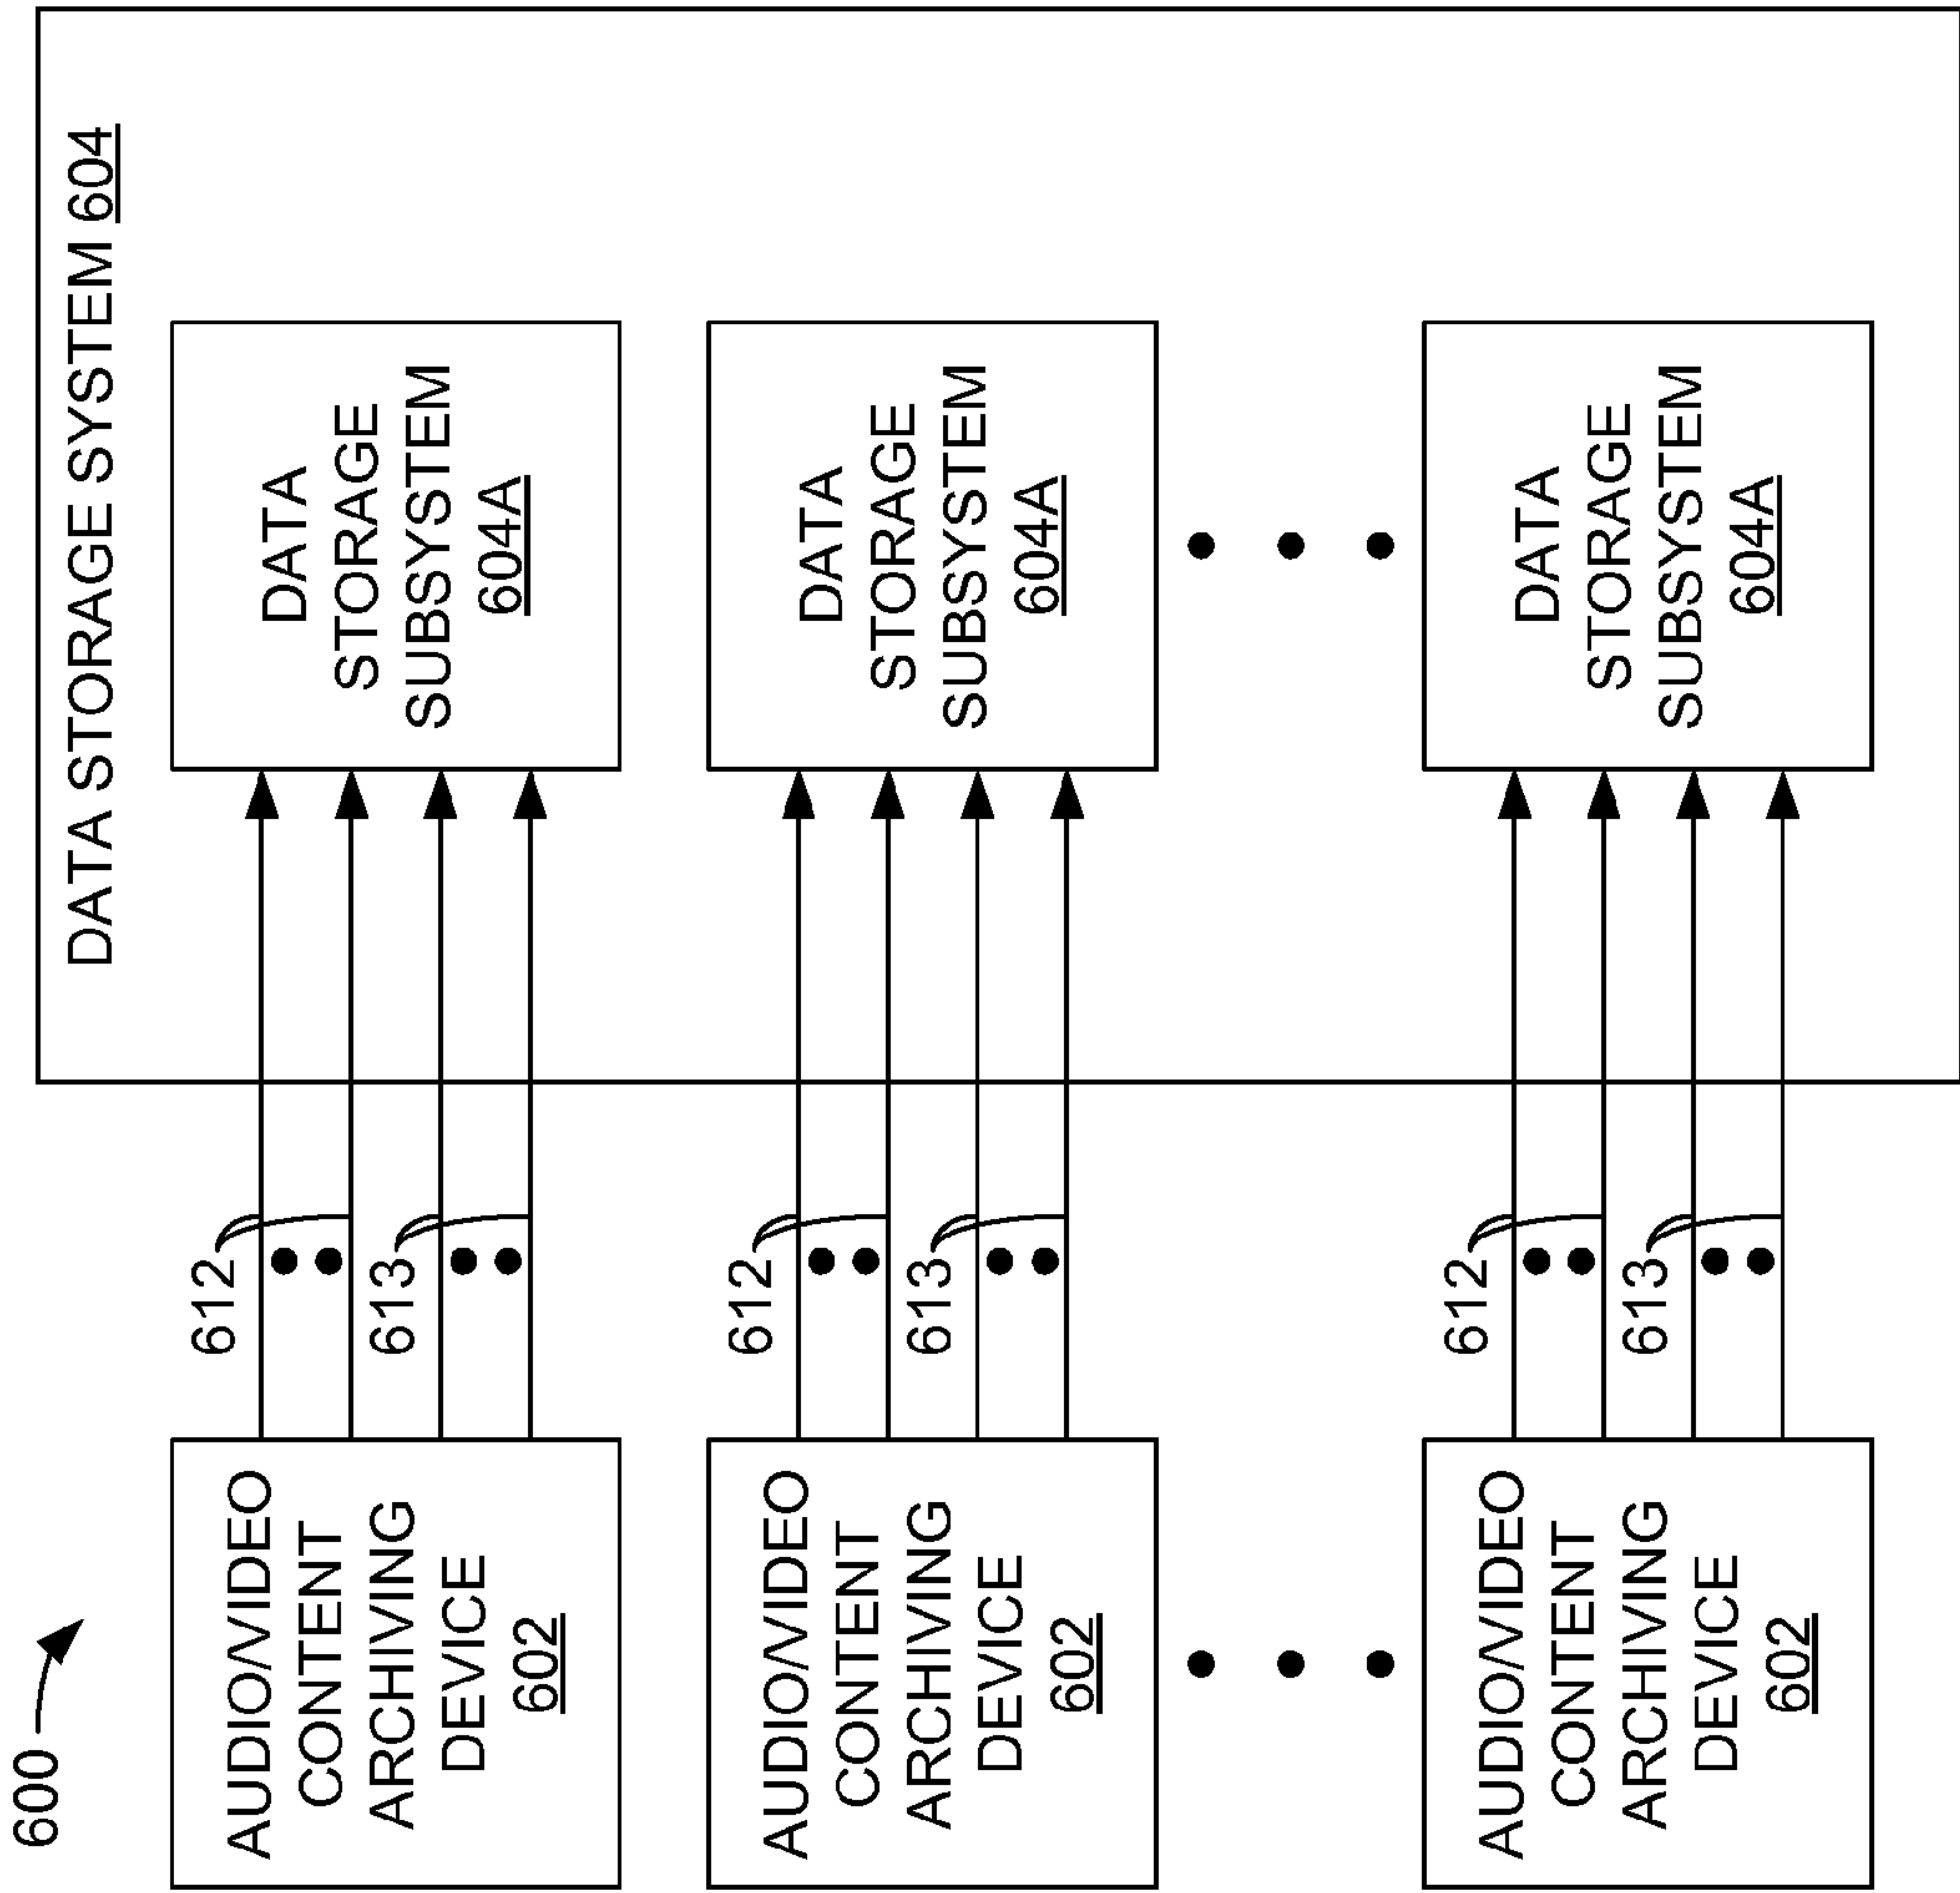 600
DATA STORAGE SYSTEM 604
AUDIO/VIDEO
CONTENT
ARCHIVING
DEVICE
602
612
613
DATA
STORAGE
SUBSYSTEM
604A
AUDIO/VIDEO
CONTENT
ARCHIVING
DEVICE
602
612
613
DATA
STORAGE
SUBSYSTEM
604A
AUDIO/VIDEO
CONTENT
ARCHIVING
DEVICE
602
612
613
DATA
STORAGE
SUBSYSTEM
604A